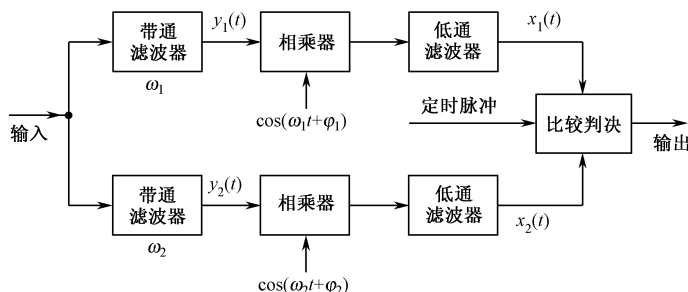 带通
滤波器
ω₁
y₁(t)
相乘器
cos(ω₁t+φ₁)
低通
滤波器
x₁(t)
输入
定时脉冲
比较判决
输出
带通
滤波器
ω₂
y₂(t)
相乘器
cos(ω₂t+φ₂)
低通
滤波器
x₂(t)